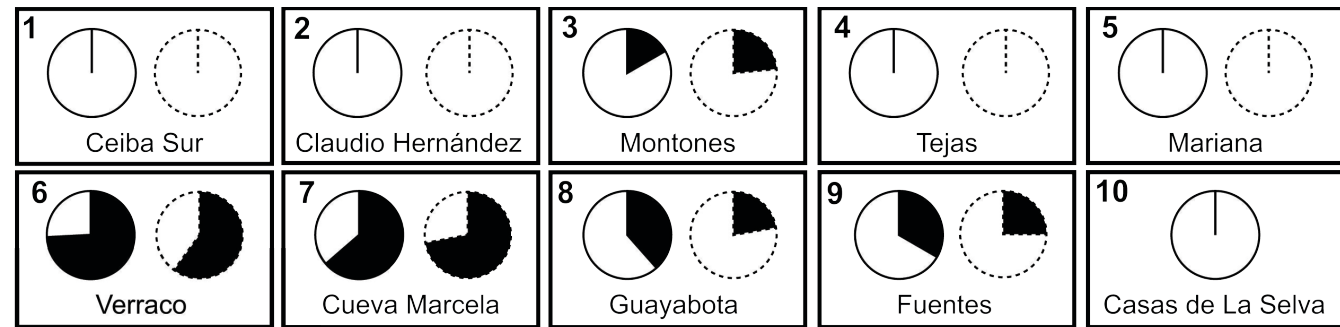 1
Ceiba Sur
2
Claudio Hernández
3
Montones
4
Tejas
5
Mariana
6
Verraco
7
Cueva Marcela
8
Guayabota
9
Fuentes
10
Casas de La Selva